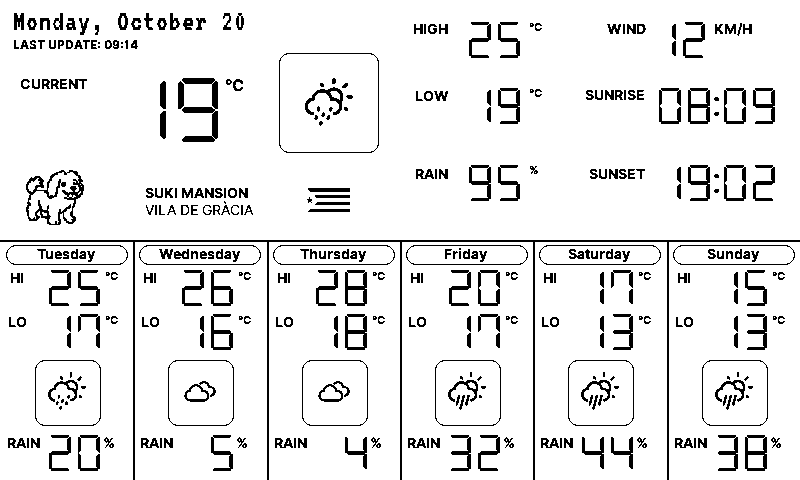 Monday, October 20
LAST UPDATE: 09:14
CURRENT 19 °C
SUKI MANSION
VILA DE GRÀCIA
HIGH 25 °C
WIND 12 KM/H
LOW 19 °C
SUNRISE 08:09
RAIN 95 %
SUNSET 19:02
Tuesday
HI 25 °C
LO 17 °C
RAIN 20 %
Wednesday
HI 26 °C
LO 16 °C
RAIN 5 %
Thursday
HI 28 °C
LO 18 °C
RAIN 4 %
Friday
HI 20 °C
LO 17 °C
RAIN 32 %
Saturday
HI 17 °C
LO 13 °C
RAIN 44 %
Sunday
HI 15 °C
LO 13 °C
RAIN 38 %